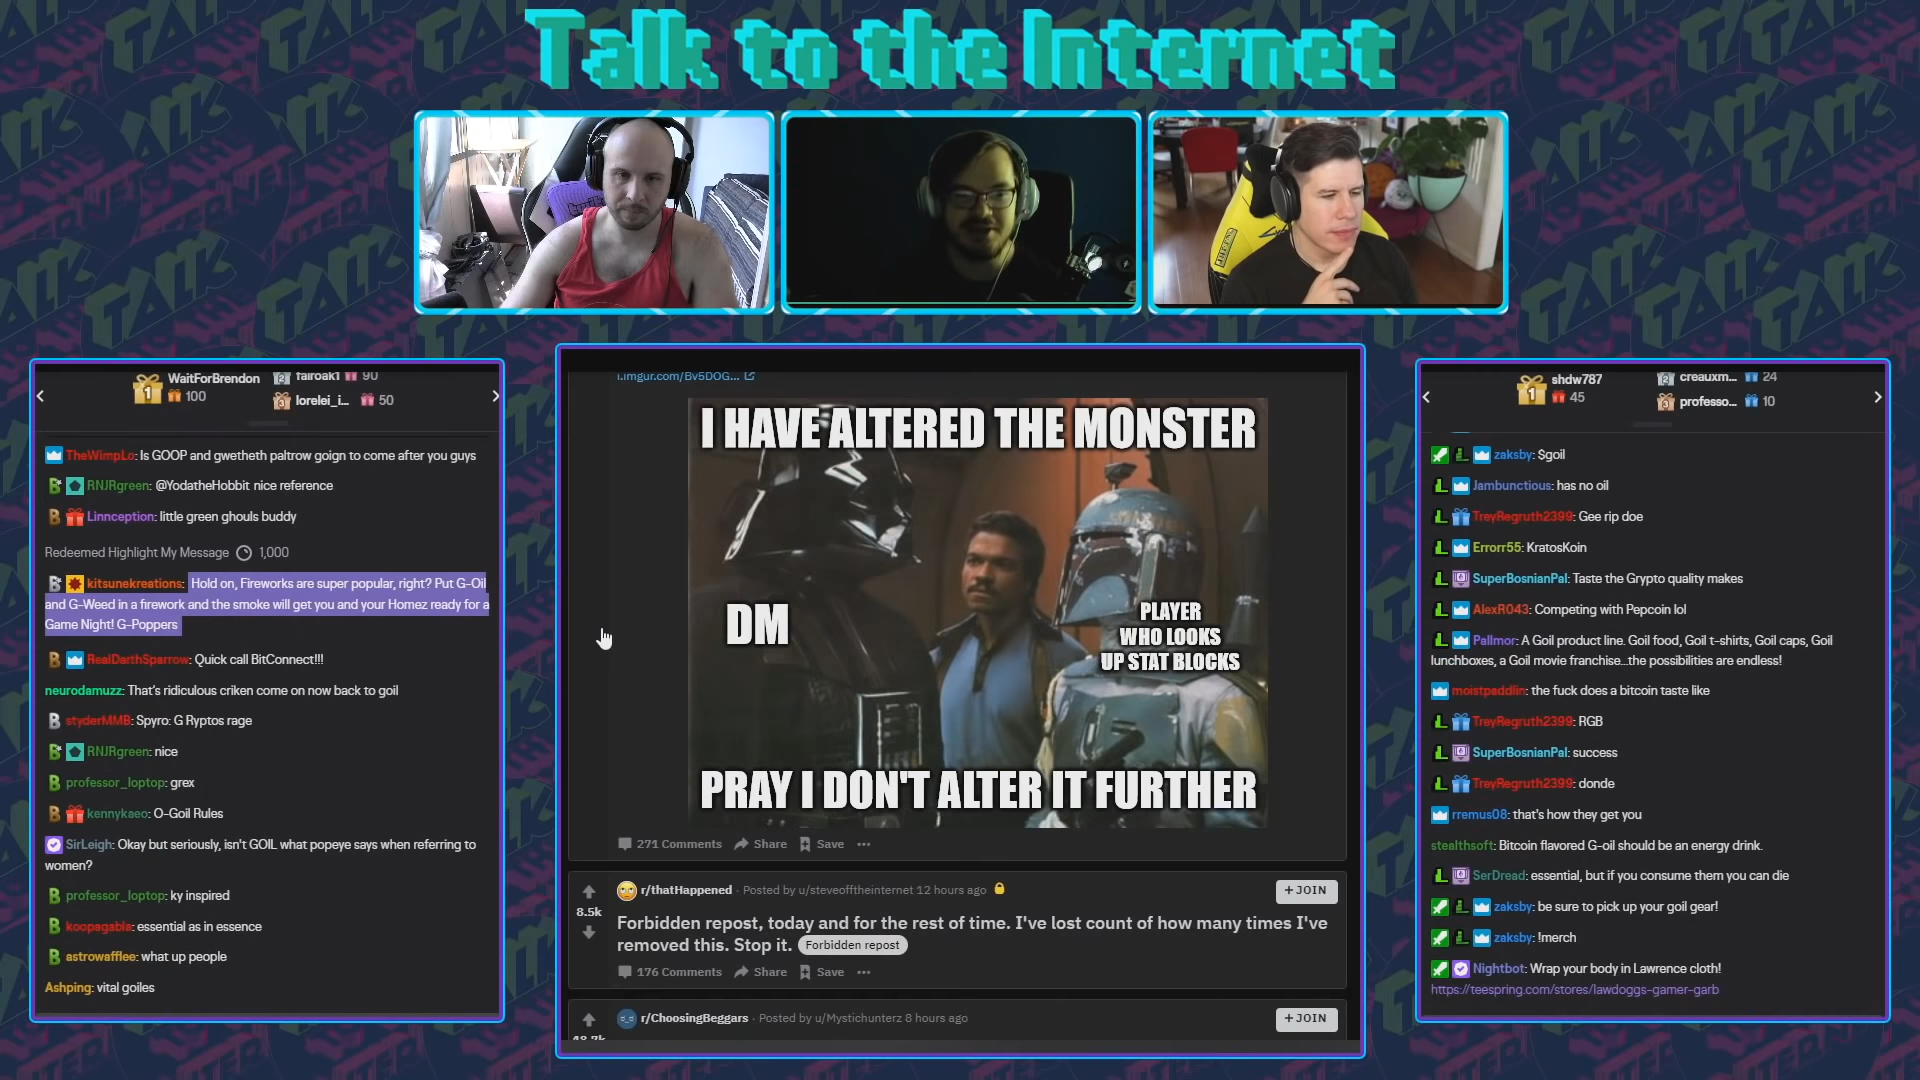 Talk to the Internet
WaitForBrendon
100
fairoak1 90
lorelei_i... 50
TheWimpLo: Is GOOP and gwetheth paltrow goign to come after you guys
RNJRgreen: @YodatheHobbit nice reference
Linnception: little green ghouls buddy
Redeemed Highlight My Message 1,000
kitsunekreations: Hold on, Fireworks are super popular, right? Put G-Oil
and G-Weed in a firework and the smoke will get you and your Homez ready for a
Game Night! G-Poppers
RealDarthSparrow: Quick call BitConnect!!!
neurodamuzz: That's ridiculous criken come on now back to goil
styderMMB: Spyro: G Ryptos rage
RNJRgreen: nice
professor_loptop: grex
kennykaeo: O-Goil Rules
SirLeigh: Okay but seriously, isn't GOIL what popeye says when referring to
women?
professor_loptop: ky inspired
koopagabla: essential as in essence
astrowafflee: what up people
Ashping: vital goiles
i.imgur.com/Bv5DOG...
I HAVE ALTERED THE MONSTER
DM
PLAYER
WHO LOOKS
UP STAT BLOCKS
PRAY I DON'T ALTER IT FURTHER
271 Comments Share Save ...
r/thatHappened · Posted by u/steveofftheinternet 12 hours ago
+ JOIN
8.5k
Forbidden repost, today and for the rest of time. I've lost count of how many times I've
removed this. Stop it. Forbidden repost
176 Comments Share Save ...
r/ChoosingBeggars · Posted by u/Mystichunterz 8 hours ago
+ JOIN
shdw787
45
creauxm... 24
professo... 10
zaksby: $goil
Jambunctious: has no oil
TreyRegruth2399: Gee rip doe
Errorr55: KratosKoin
SuperBosnianPal: Taste the Grypto quality makes
AlexR043: Competing with Pepcoin lol
Pallmor: A Goil product line. Goil food, Goil t-shirts, Goil caps, Goil
lunchboxes, a Goil movie franchise...the possibilities are endless!
moistpaddlin: the fuck does a bitcoin taste like
TreyRegruth2399: RGB
SuperBosnianPal: success
TreyRegruth2399: donde
rremus08: that's how they get you
stealthsoft: Bitcoin flavored G-oil should be an energy drink.
SerDread: essential, but if you consume them you can die
zaksby: be sure to pick up your goil gear!
zaksby: !merch
Nightbot: Wrap your body in Lawrence cloth!
https://teespring.com/stores/lawdoggs-gamer-garb